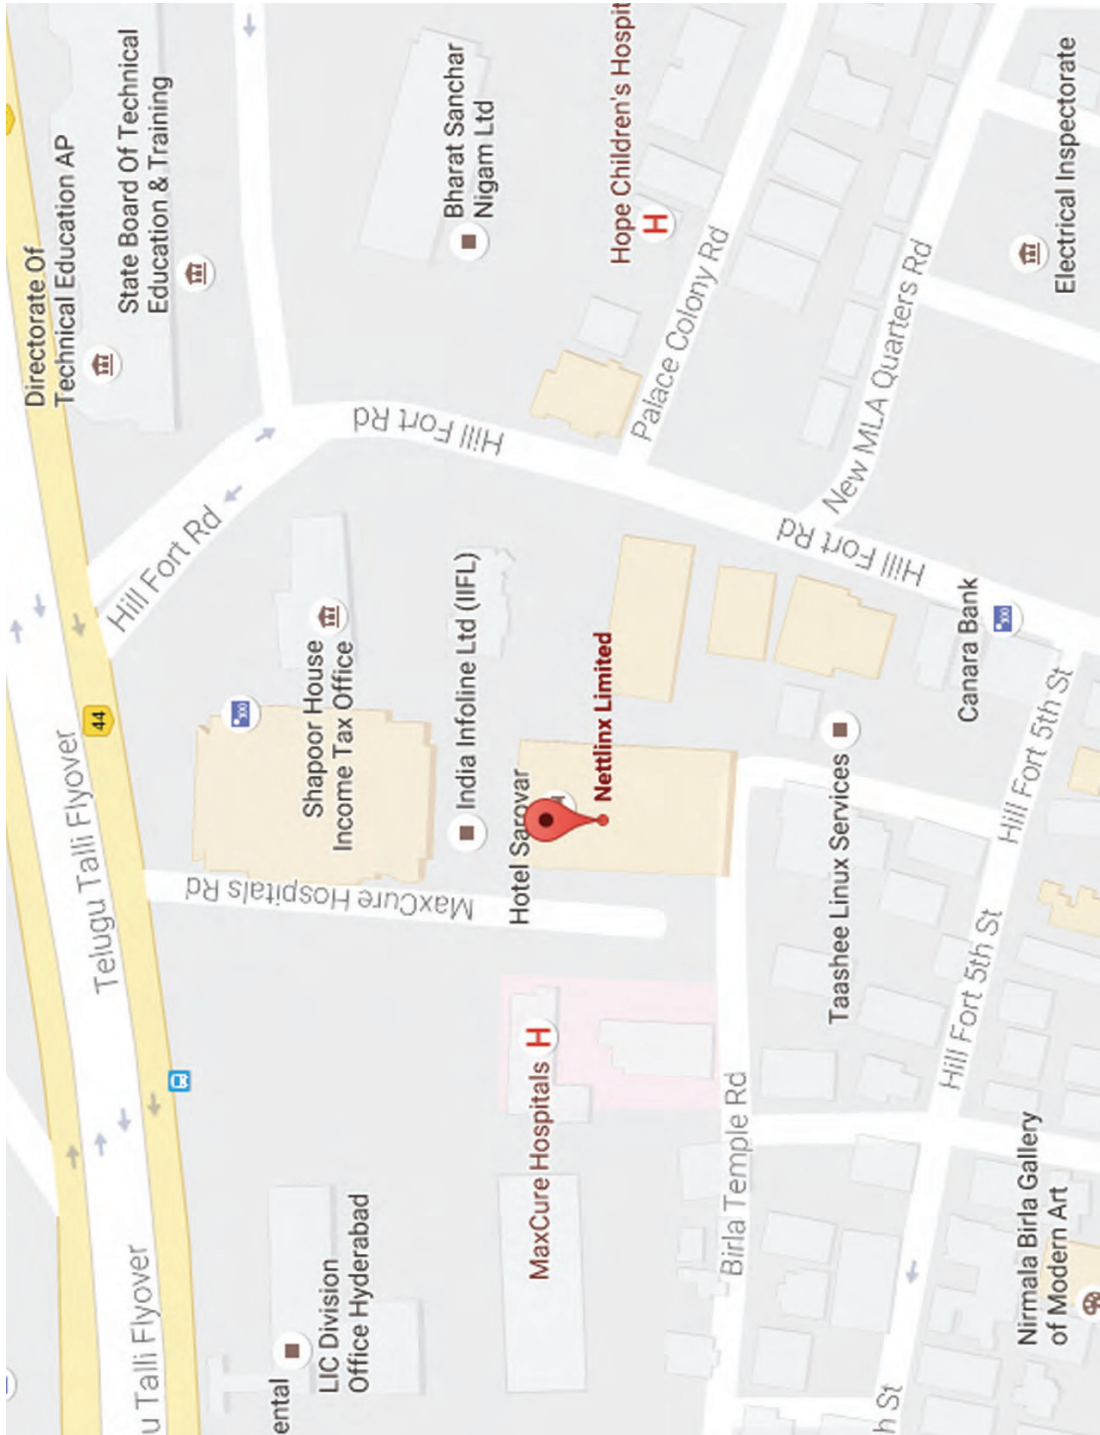 Directorate Of
Technical Education AP
State Board Of Technical
Education & Training
Bharat Sanchar
Nigam Ltd
Hope Children's Hospit
Palace Colony Rd
New MLA Quarters Rd
Electrical Inspectorate
Hill Fort Rd
Hill Fort Rd
Hill Fort Rd
44
Telugu Talli Flyover
Shapoor House
Income Tax Office
India Infoline Ltd (IIFL)
Hotel Sarovar
Nettlinx Limited
Canara Bank
Hill Fort 5th St
Taashee Linux Services
MaxCure Hospitals Rd
H
H
MaxCure Hospitals
Birla Temple Rd
Hill Fort 5th St
Nirmala Birla Gallery
of Modern Art
LIC Division
Office Hyderabad
u Talli Flyover
ental
h St